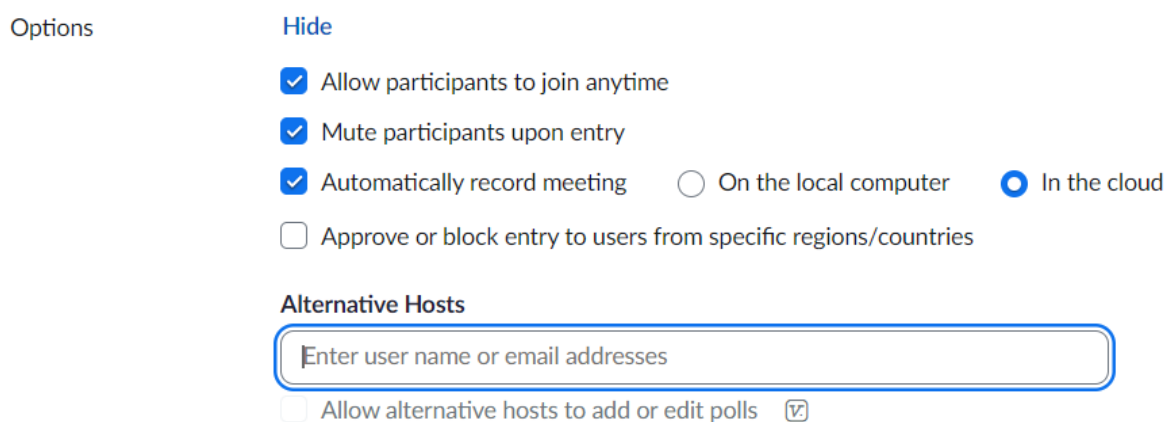 Options Hide
Allow participants to join anytime
Mute participants upon entry
Automatically record meeting On the local computer In the cloud
Approve or block entry to users from specific regions/countries
Alternative Hosts
Enter user name or email addresses
Allow alternative hosts to add or edit polls